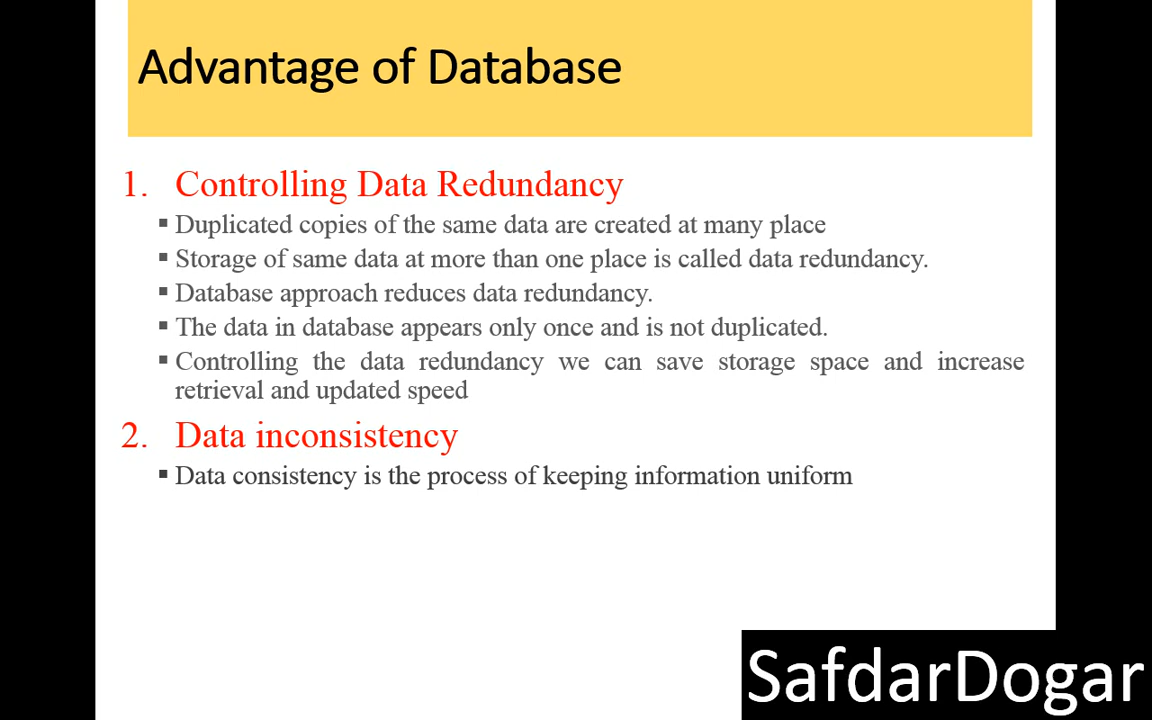 Advantage of Database
1. Controlling Data Redundancy
▪ Duplicated copies of the same data are created at many place
▪ Storage of same data at more than one place is called data redundancy.
▪ Database approach reduces data redundancy.
▪ The data in database appears only once and is not duplicated.
▪ Controlling the data redundancy we can save storage space and increase
retrieval and updated speed
2. Data inconsistency
▪ Data consistency is the process of keeping information uniform
SafdarDogar